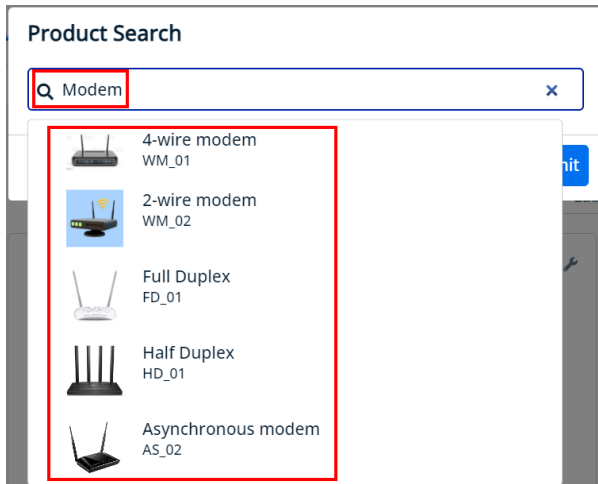 Product Search
Modem
4-wire modem
WM_01
2-wire modem
WM_02
Full Duplex
FD_01
Half Duplex
HD_01
Asynchronous modem
AS_02